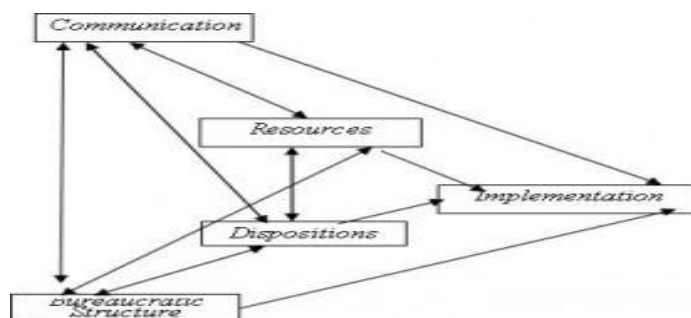 Communication
Resources
Implementation
Dispositions
Bureaucratic
Structure